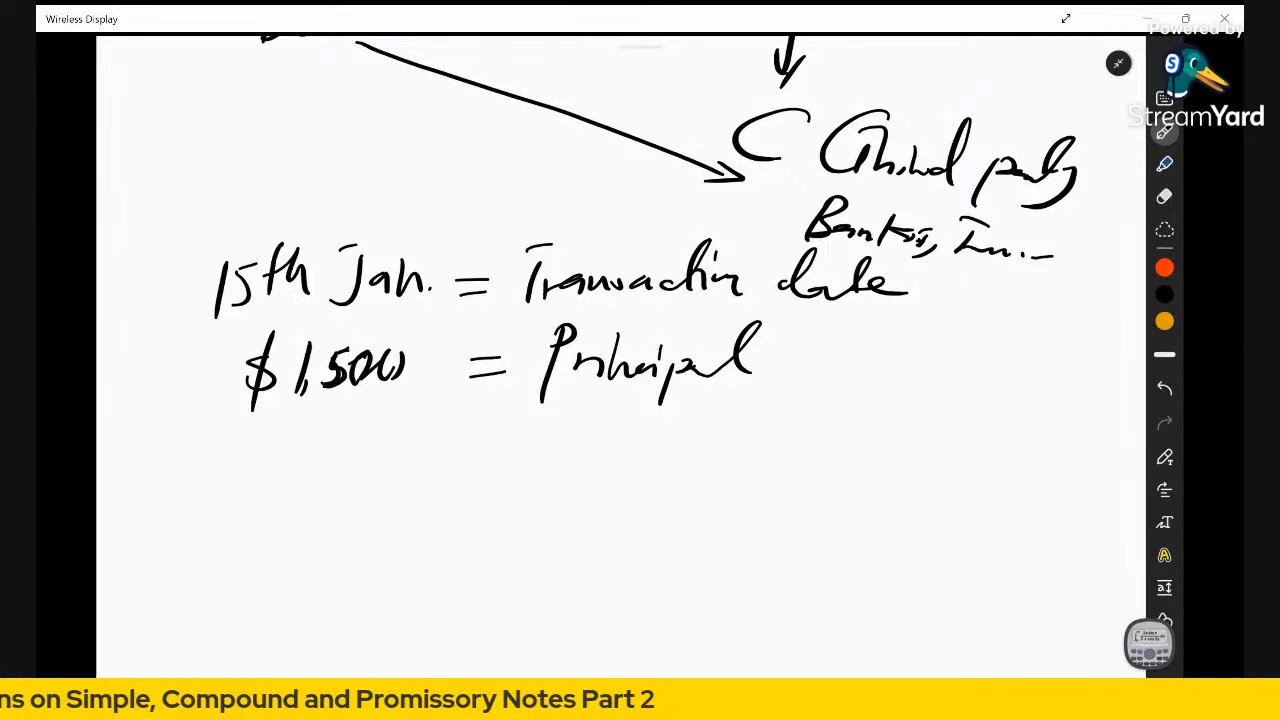 Wireless Display
Powered by
StreamYard
C (Third party
Banks,
15th Jan. = Transaction date
$1,500 = Principal
ns on Simple, Compound and Promissory Notes Part 2